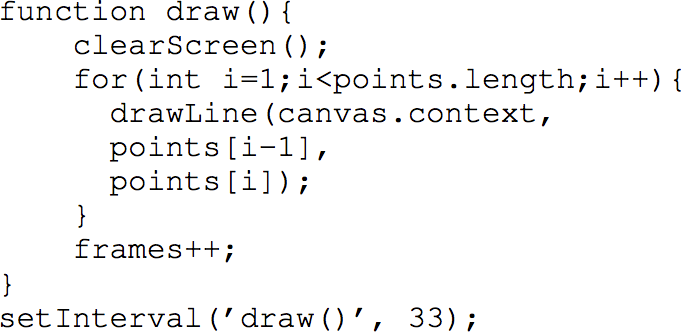 function draw(){
    clearScreen();
    for(int i=1;i<points.length;i++){
      drawLine(canvas.context,
      points[i-1],
      points[i]);
    }
    frames++;
}
setInterval(’draw()’, 33);